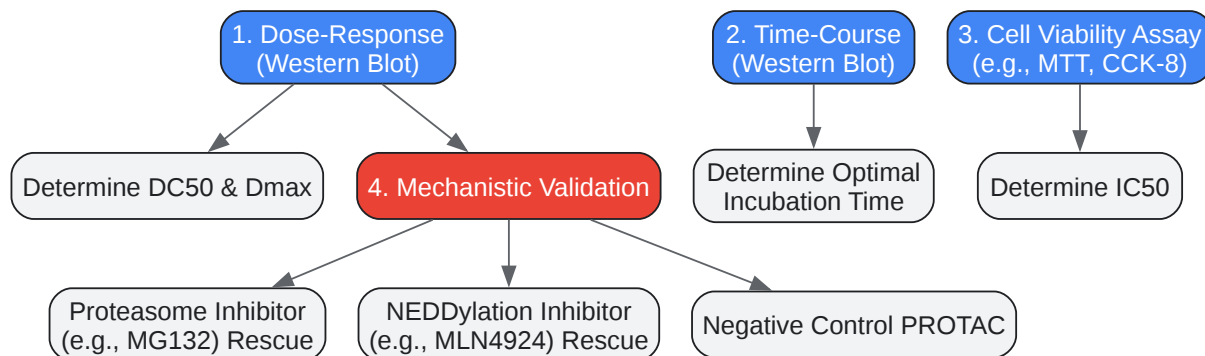 1. Dose-Response
(Western Blot)
2. Time-Course
(Western Blot)
3. Cell Viability Assay
(e.g., MTT, CCK-8)
Determine DC50 & Dmax
4. Mechanistic Validation
Determine Optimal
Incubation Time
Determine IC50
Proteasome Inhibitor
(e.g., MG132) Rescue
NEDDylation Inhibitor
(e.g., MLN4924) Rescue
Negative Control PROTAC